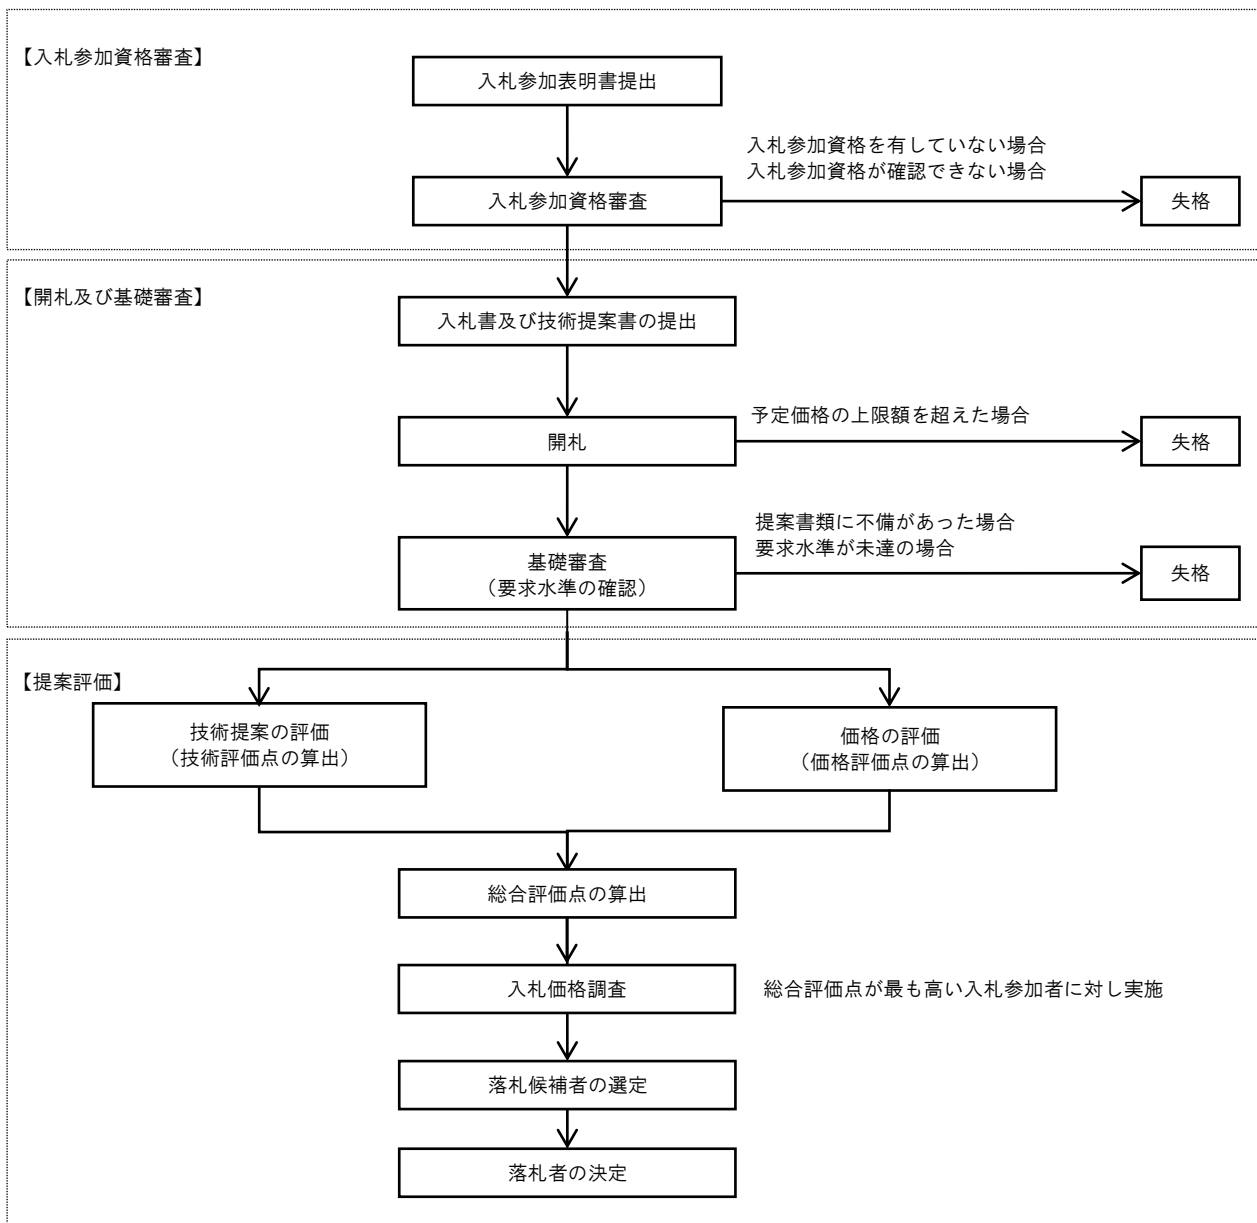 【入札参加資格審査】
入札参加表明書提出
入札参加資格を有していない場合
入札参加資格が確認できない場合
入札参加資格審査
失格
【開札及び基礎審査】
入札書及び技術提案書の提出
予定価格の上限額を超えた場合
開札
失格
提案書類に不備があった場合
要求水準が未達の場合
基礎審査
（要求水準の確認）
失格
【提案評価】
技術提案の評価
（技術評価点の算出）
価格の評価
（価格評価点の算出）
総合評価点の算出
入札価格調査
総合評価点が最も高い入札参加者に対し実施
落札候補者の選定
落札者の決定